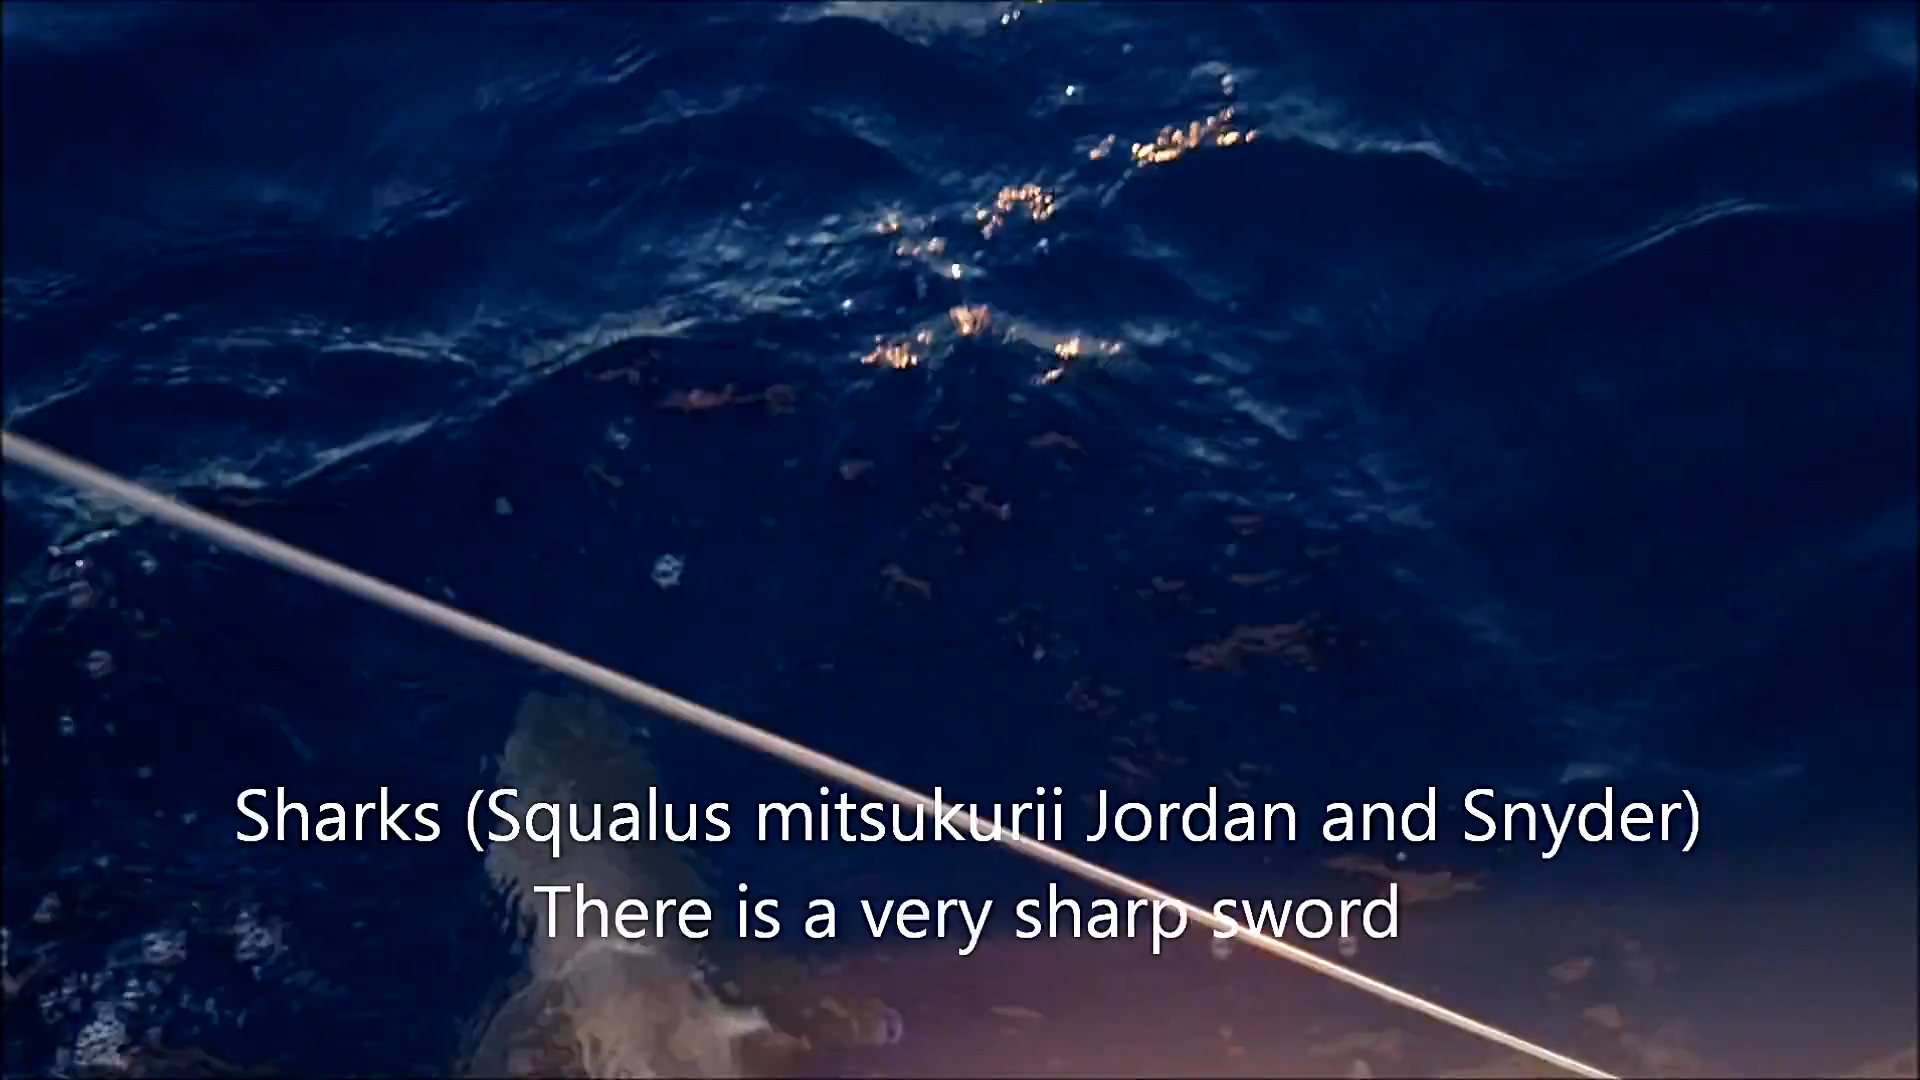 Sharks (Squalus mitsukurii Jordan and Snyder)
There is a very sharp sword